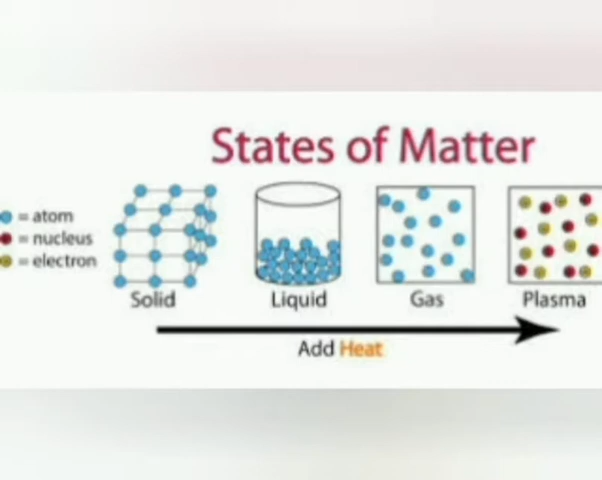 States of Matter
= atom
= nucleus
= electron
Solid
Liquid
Gas
Plasma
Add Heat